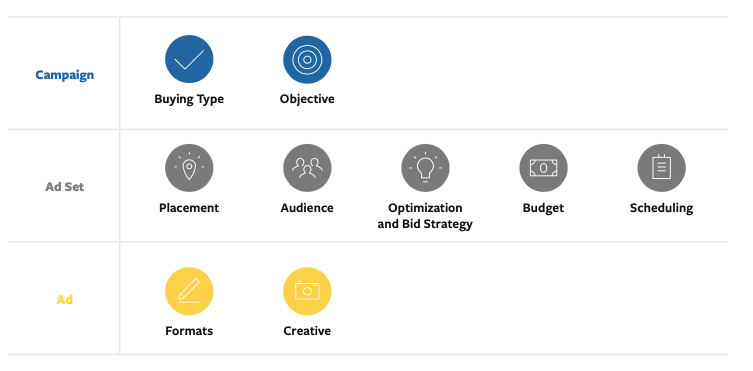 Campaign
Buying Type
Objective
Ad Set
Placement
Audience
Optimization
and Bid Strategy
Budget
Scheduling
Ad
Formats
Creative